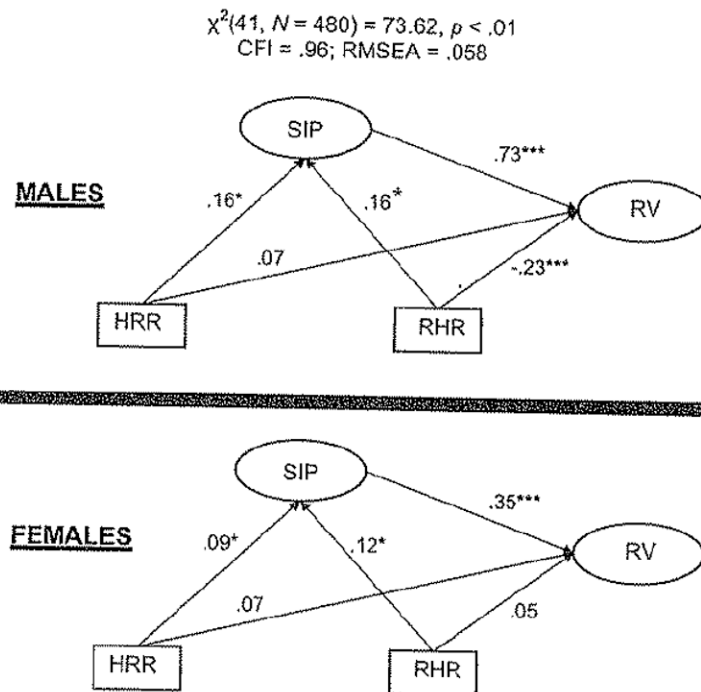 χ²(41, N = 480) = 73.62, p < .01
CFI = .96; RMSEA = .058
SIP
.73***
MALES
.16*
.16*
RV
.07
-.23***
HRR
RHR
SIP
.35***
FEMALES
.09*
.12*
RV
.07
.05
HRR
RHR